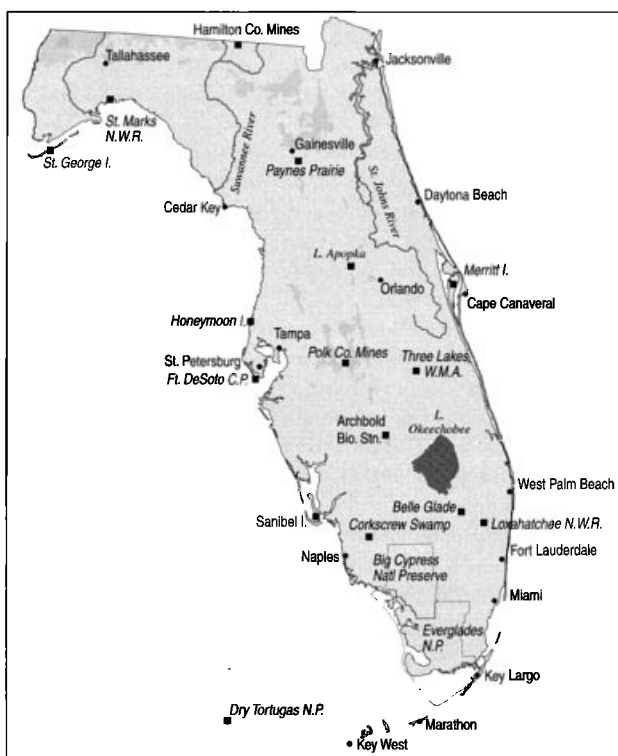 Hamilton Co. Mines
Tallahassee
Jacksonville
St. Marks
N.W.R.
St. George I.
Suwannee River
Gainesville
Paynes Prairie
St. Johns River
Cedar Key
Daytona Beach
L. Apopka
Merritt I.
Orlando
Cape Canaveral
Honeymoon I.
Tampa
St. Petersburg
Ft. DeSoto C.P.
Polk Co. Mines
Three Lakes,
W.M.A.
Archbold
Bio. Stn.
L.
Okeechobee
West Palm Beach
Belle Glade
Sanibel I.
Corkscrew Swamp
Loxahatchee N.W.R.
Naples
Big Cypress
Natl Preserve
Fort Lauderdale
Miami
Everglades
N.P.
Key Largo
Dry Tortugas N.P.
Marathon
Key West